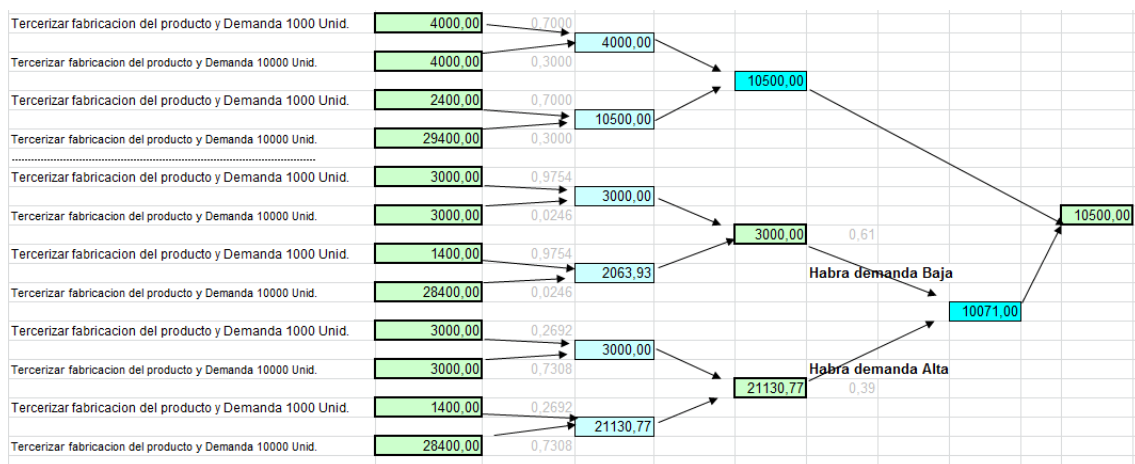 Tercerizar fabricacion del producto y Demanda 1000 Unid. 4000,00 0,7000
4000,00
Tercerizar fabricacion del producto y Demanda 10000 Unid. 4000,00 0,3000
10500,00
Tercerizar fabricacion del producto y Demanda 1000 Unid. 2400,00 0,7000
10500,00
Tercerizar fabricacion del producto y Demanda 10000 Unid. 29400,00 0,3000
Tercerizar fabricacion del producto y Demanda 1000 Unid. 3000,00 0,9754
3000,00
Tercerizar fabricacion del producto y Demanda 10000 Unid. 3000,00 0,0246 10500,00
3000,00 0,61
Tercerizar fabricacion del producto y Demanda 1000 Unid. 1400,00 0,9754
2063,93 Habra demanda Baja
Tercerizar fabricacion del producto y Demanda 10000 Unid. 28400,00 0,0246
10071,00
Tercerizar fabricacion del producto y Demanda 1000 Unid. 3000,00 0,2692
3000,00
Tercerizar fabricacion del producto y Demanda 10000 Unid. 3000,00 0,7308 Habra demanda Alta
21130,77 0,39
Tercerizar fabricacion del producto y Demanda 1000 Unid. 1400,00 0,2692
21130,77
Tercerizar fabricacion del producto y Demanda 10000 Unid. 28400,00 0,7308